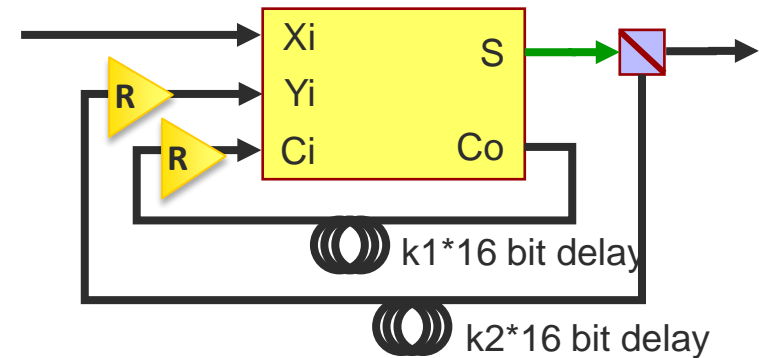 Xi
S
R
Yi
R
Ci
Co
k1*16 bit delay
k2*16 bit delay